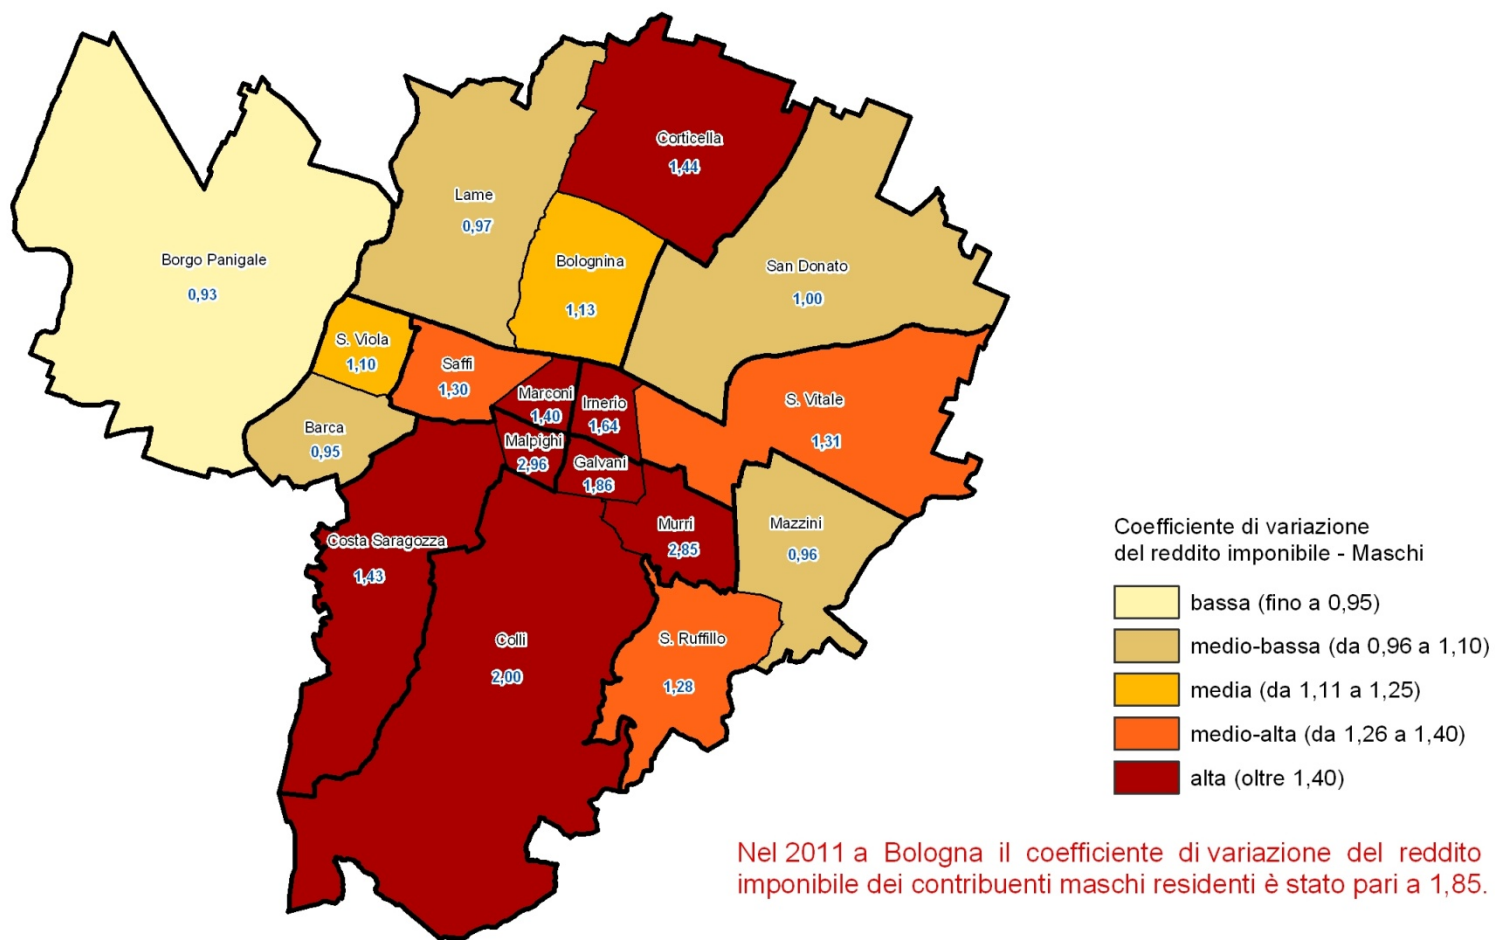 Corticella
1,44
Lame
0,97
Borgo Panigale
0,93
Bolognina
1,13
San Donato
1,00
S. Viola
1,10
Saffi
1,30
Marconi
1,40
Irnerio
1,64
S. Vitale
1,31
Barca
0,95
Malpighi
2,96
Galvani
1,86
Murri
2,85
Mazzini
0,96
Costa Saragozza
1,43
Colli
2,00
S. Ruffillo
1,28
Coefficiente di variazione
del reddito imponibile - Maschi
bassa (fino a 0,95)
medio-bassa (da 0,96 a 1,10)
media (da 1,11 a 1,25)
medio-alta (da 1,26 a 1,40)
alta (oltre 1,40)
Nel 2011 a Bologna il coefficiente di variazione del reddito
imponibile dei contribuenti maschi residenti è stato pari a 1,85.